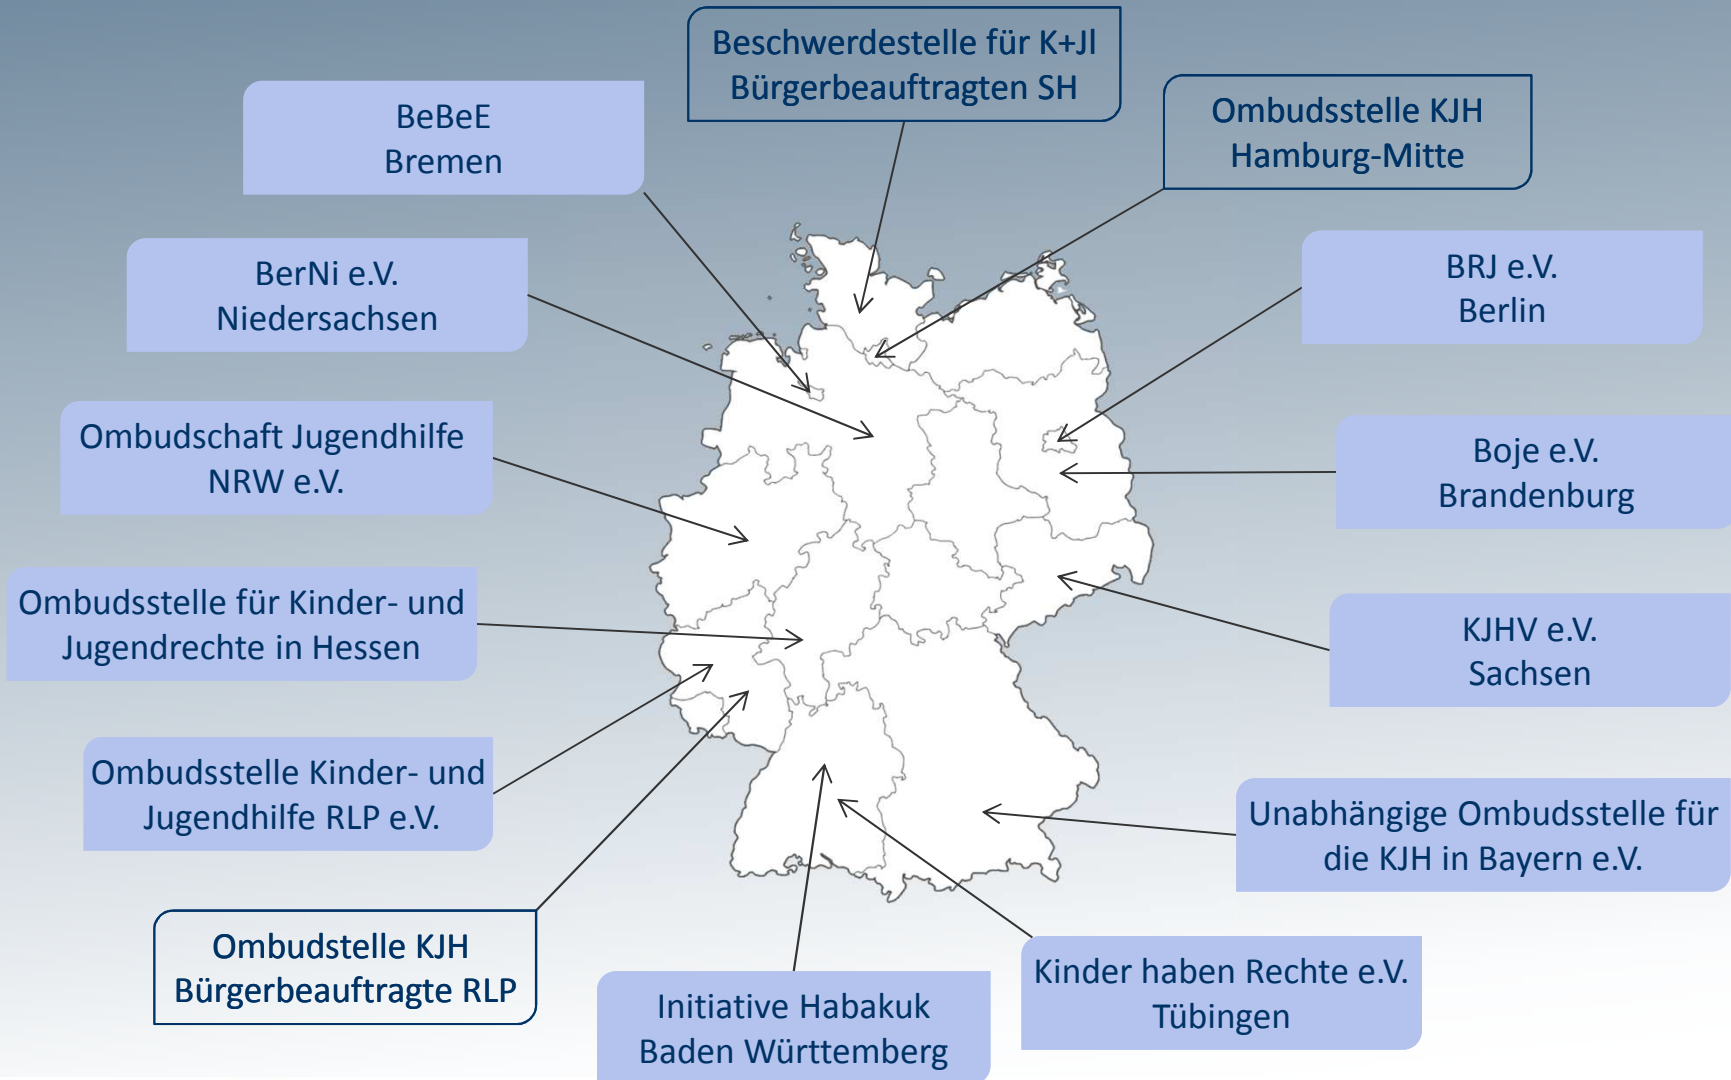 Beschwerdestelle für K+Jl
Bürgerbeauftragten SH
BeBeE
Bremen
Ombudsstelle KJH
Hamburg-Mitte
BerNi e.V.
Niedersachsen
BRJ e.V.
Berlin
Ombudschaft Jugendhilfe
NRW e.V.
Boje e.V.
Brandenburg
Ombudsstelle für Kinder- und
Jugendrechte in Hessen
KJHV e.V.
Sachsen
Ombudsstelle Kinder- und
Jugendhilfe RLP e.V.
Unabhängige Ombudsstelle für
die KJH in Bayern e.V.
Ombudstelle KJH
Bürgerbeauftragte RLP
Initiative Habakuk
Baden Württemberg
Kinder haben Rechte e.V.
Tübingen